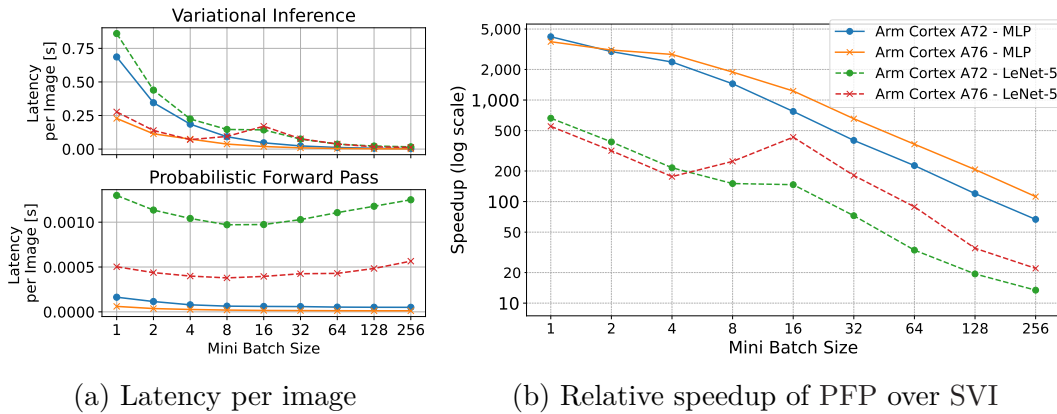 Variational Inference
Latency
per Image [s]
0.75
0.50
0.25
0.00
Probabilistic Forward Pass
Latency
per Image [s]
0.0010
0.0005
0.0000
1 2 4 8 16 32 64 128 256
Mini Batch Size
(a) Latency per image
Speedup (log scale)
5,000
2,000
1,000
500
200
100
50
20
10
Arm Cortex A72 - MLP
Arm Cortex A76 - MLP
Arm Cortex A72 - LeNet-5
Arm Cortex A76 - LeNet-5
1 2 4 8 16 32 64 128 256
Mini Batch Size
(b) Relative speedup of PFP over SVI